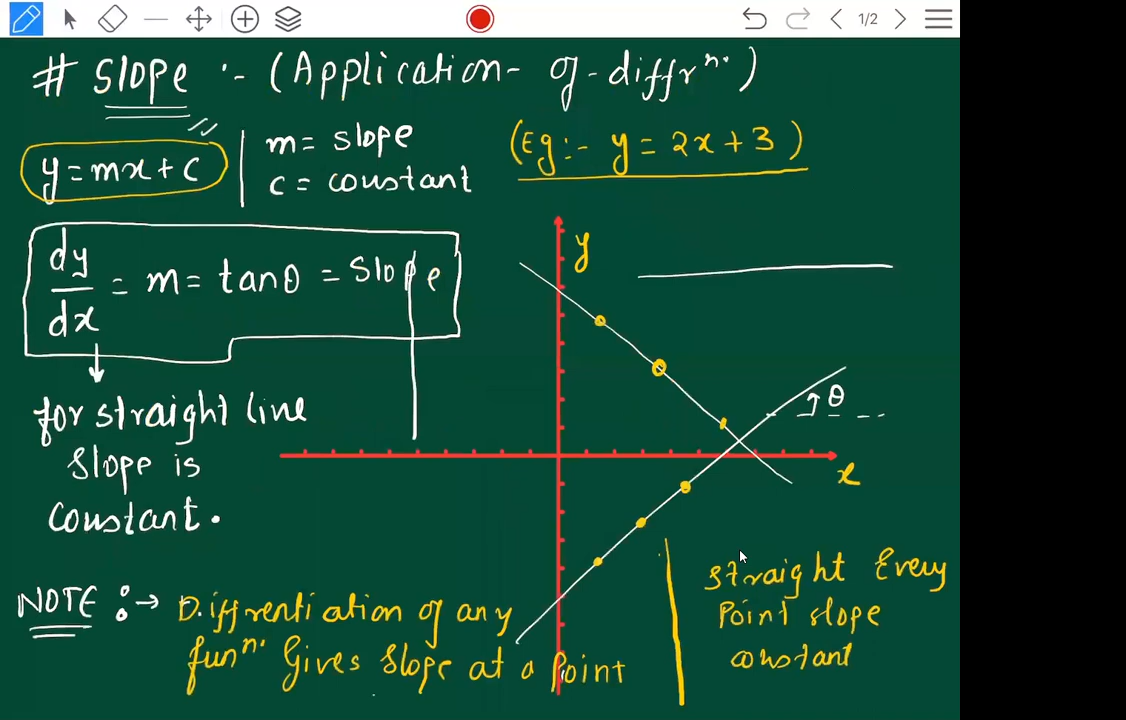 1/2
# Slope :- (Application- of - diffrⁿ.)
y = mx + c
m = slope
c = constant
(Eg:- y = 2x + 3)
dy/dx = m = tanθ = Slope
for straight line
slope is
constant.
y
θ
x
NOTE :→ Diffrentiation of any
funⁿ. Gives slope at a Point
straight Every
Point slope
constant